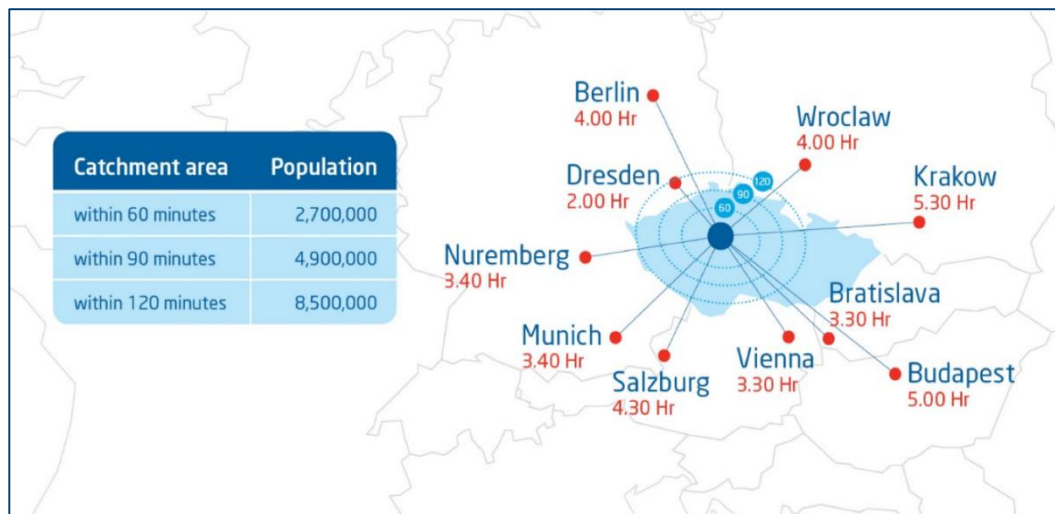 Catchment area Population
within 60 minutes 2,700,000
within 90 minutes 4,900,000
within 120 minutes 8,500,000
Berlin
4.00 Hr
Wroclaw
4.00 Hr
Dresden
2.00 Hr
120
90
60
Krakow
5.30 Hr
Nuremberg
3.40 Hr
Bratislava
3.30 Hr
Munich
3.40 Hr
Vienna
3.30 Hr
Salzburg
4.30 Hr
Budapest
5.00 Hr